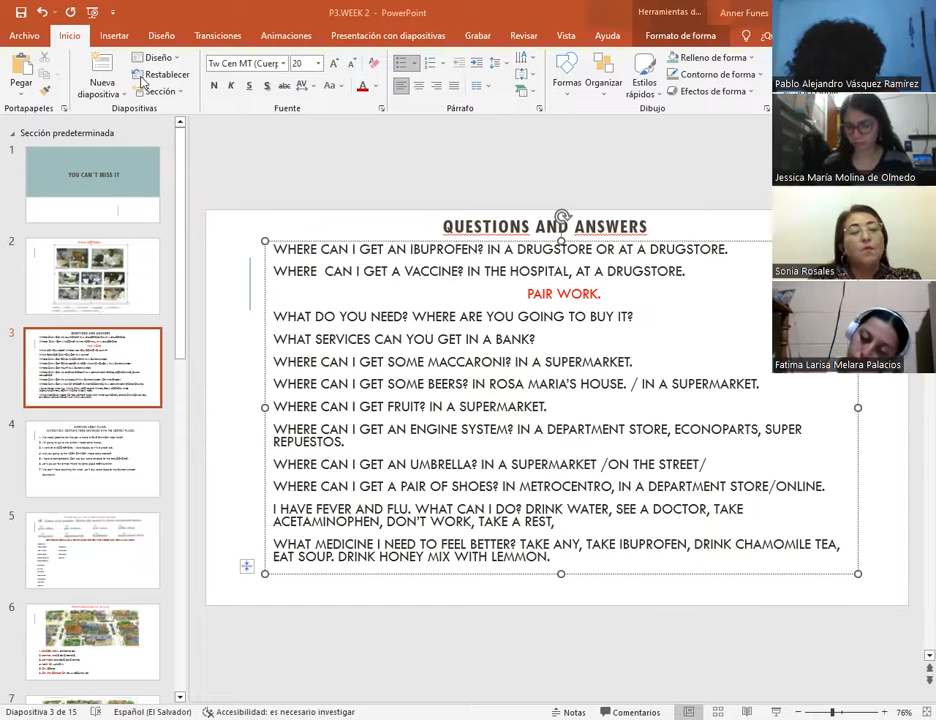 P3.WEEK 2 - PowerPoint
Herramientas d...
Anner Funes
Archivo Inicio Insertar Diseño Transiciones Animaciones Presentación con diapositivas Grabar Revisar Vista Ayuda Formato de forma
Pegar
Portapapeles
Nueva
diapositiva
Diseño
Restablecer
Sección
Diapositivas
Tw Cen MT (Cuerp 20
N K S abc AV Aa A
Fuente
Párrafo
Formas
Organizar
Estilos
rápidos
Relleno de forma
Contorno de forma
Efectos de forma
Dibujo
Pablo Alejandro Vásquez Ramírez
Jessica María Molina de Olmedo
Sonia Rosales
Fatima Larisa Melara Palacios
Sección predeterminada
1
YOU CAN'T MISS IT
2
3
4
5
6
7
QUESTIONS AND ANSWERS
WHERE CAN I GET AN IBUPROFEN? IN A DRUGSTORE OR AT A DRUGSTORE.
WHERE CAN I GET A VACCINE? IN THE HOSPITAL, AT A DRUGSTORE.
PAIR WORK.
WHAT DO YOU NEED? WHERE ARE YOU GOING TO BUY IT?
WHAT SERVICES CAN YOU GET IN A BANK?
WHERE CAN I GET SOME MACCARONI? IN A SUPERMARKET.
WHERE CAN I GET SOME BEERS? IN ROSA MARIA'S HOUSE. / IN A SUPERMARKET.
WHERE CAN I GET FRUIT? IN A SUPERMARKET.
WHERE CAN I GET AN ENGINE SYSTEM? IN A DEPARTMENT STORE, ECONOPARTS, SUPER
REPUESTOS.
WHERE CAN I GET AN UMBRELLA? IN A SUPERMARKET /ON THE STREET/
WHERE CAN I GET A PAIR OF SHOES? IN METROCENTRO, IN A DEPARTMENT STORE/ONLINE.
I HAVE FEVER AND FLU. WHAT CAN I DO? DRINK WATER, SEE A DOCTOR, TAKE
ACETAMINOPHEN, DON'T WORK, TAKE A REST,
WHAT MEDICINE I NEED TO FEEL BETTER? TAKE ANY, TAKE IBUPROFEN, DRINK CHAMOMILE TEA,
EAT SOUP. DRINK HONEY MIX WITH LEMMON.
Diapositiva 3 de 15 Español (El Salvador) Accesibilidad: es necesario investigar Notas Comentarios 76%